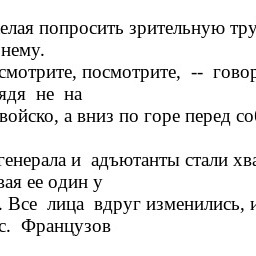 елая попросить зрительную тру
нему.
смотрите, посмотрите, -- говор
ядя не на
войско, а вниз по горе перед со
генерала и адъютанты стали хва
вая ее один у
. Все лица вдруг изменились, и
с. Французов